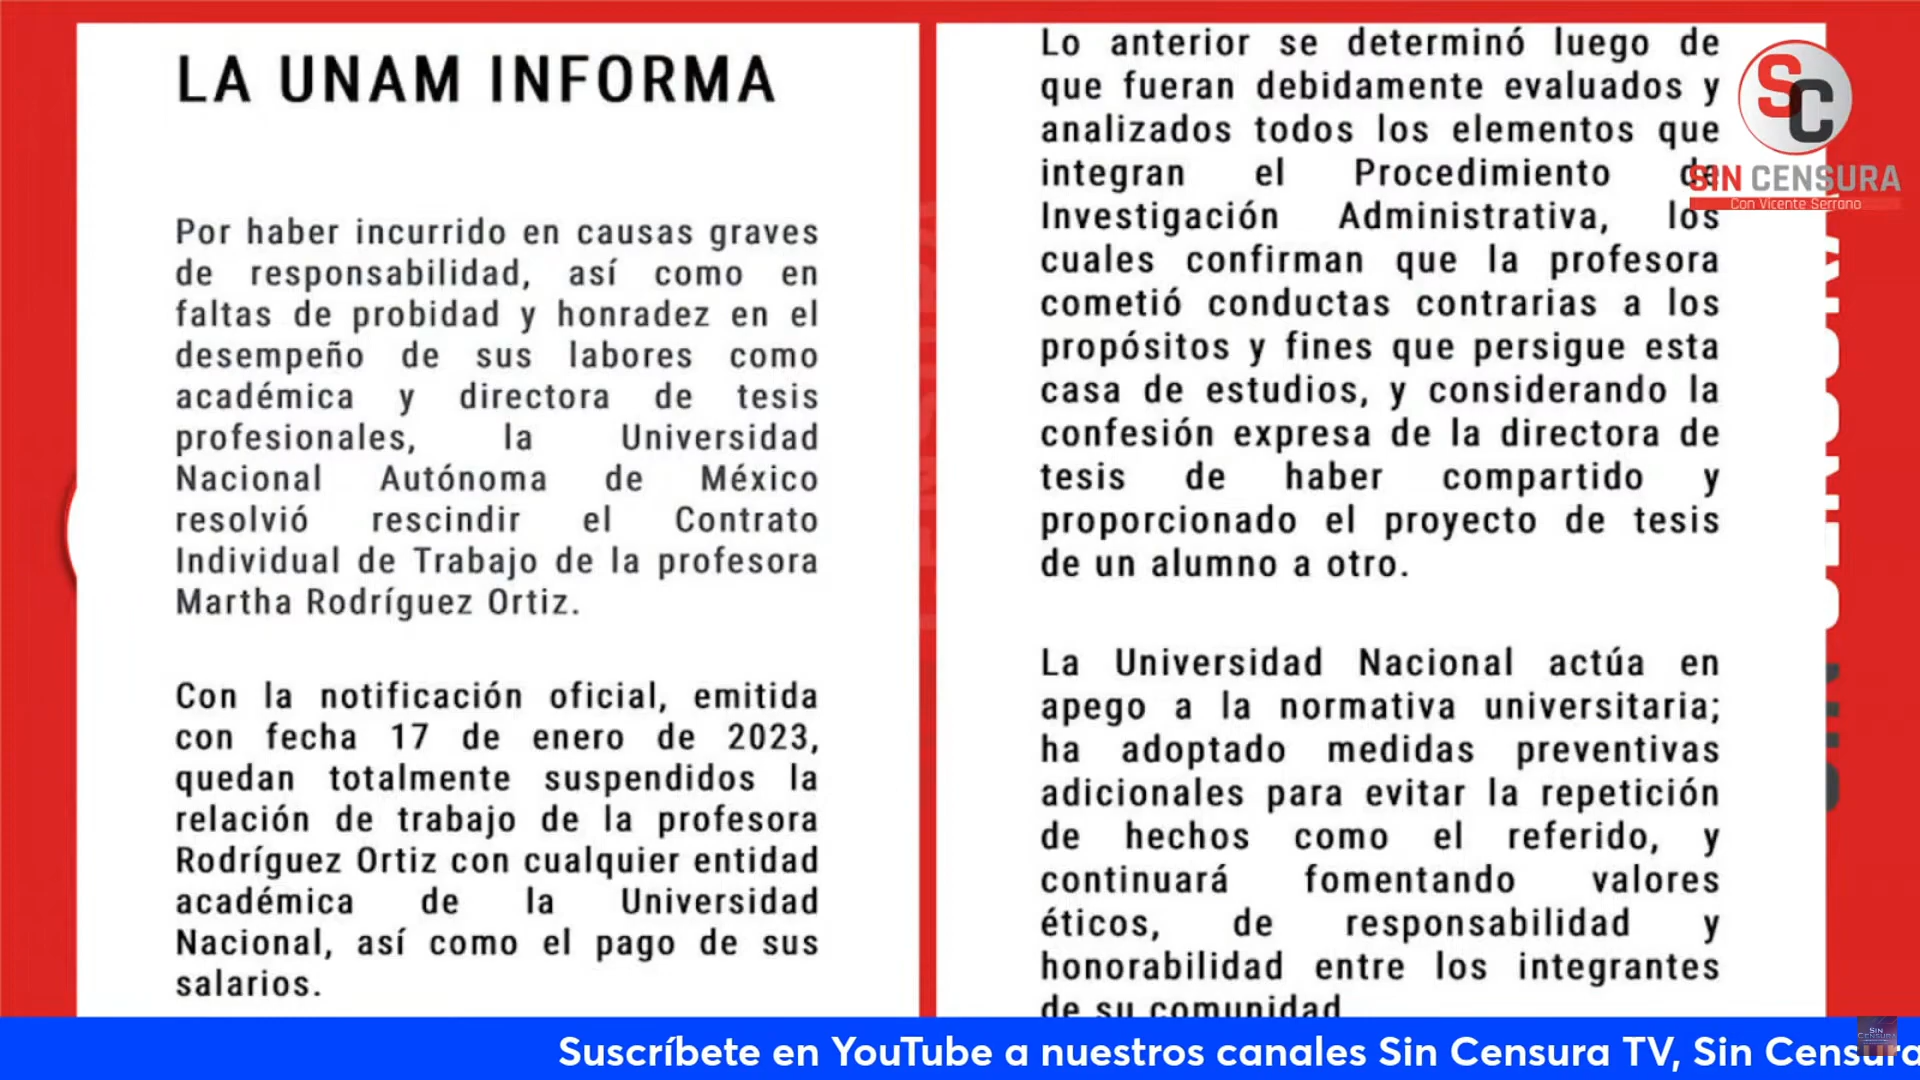 LA UNAM INFORMA
Por haber incurrido en causas graves
de responsabilidad, así como en
faltas de probidad y honradez en el
desempeño de sus labores como
académica y directora de tesis
profesionales, la Universidad
Nacional Autónoma de México
resolvió rescindir el Contrato
Individual de Trabajo de la profesora
Martha Rodríguez Ortiz.
Con la notificación oficial, emitida
con fecha 17 de enero de 2023,
quedan totalmente suspendidos la
relación de trabajo de la profesora
Rodríguez Ortiz con cualquier entidad
académica de la Universidad
Nacional, así como el pago de sus
salarios.
Lo anterior se determinó luego de
que fueran debidamente evaluados y
analizados todos los elementos que
integran el Procedimiento de
Investigación Administrativa, los
cuales confirman que la profesora
cometió conductas contrarias a los
propósitos y fines que persigue esta
casa de estudios, y considerando la
confesión expresa de la directora de
tesis de haber compartido y
proporcionado el proyecto de tesis
de un alumno a otro.
La Universidad Nacional actúa en
apego a la normativa universitaria;
ha adoptado medidas preventivas
adicionales para evitar la repetición
de hechos como el referido, y
continuará fomentando valores
éticos, de responsabilidad y
honorabilidad entre los integrantes
de su comunidad
SC
SIN CENSURA
Con Vicente Serrano
Suscríbete en YouTube a nuestros canales Sin Censura TV, Sin Censura
SIN
CENSURA